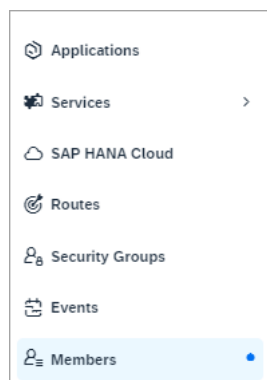 Applications
Services
SAP HANA Cloud
Routes
Security Groups
Events
Members